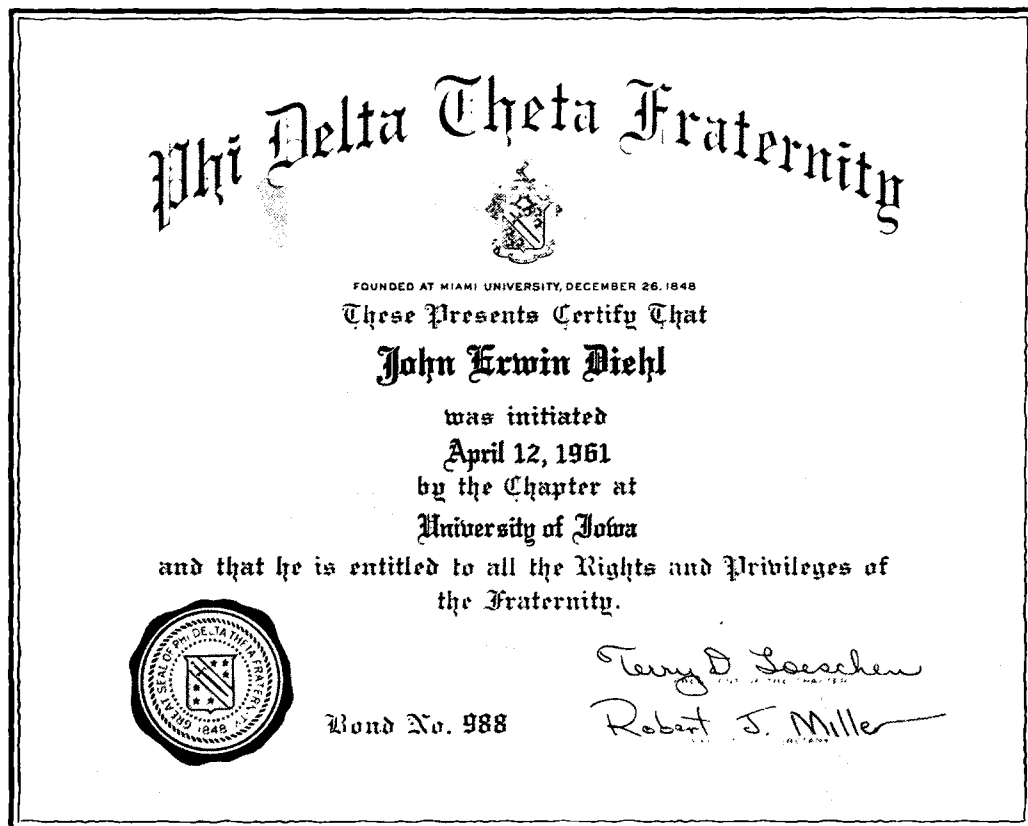 Phi Delta Theta Fraternity
FOUNDED AT MIAMI UNIVERSITY, DECEMBER 26, 1848
These Presents Certify That
John Erwin Diehl
was initiated
April 12, 1961
by the Chapter at
University of Iowa
and that he is entitled to all the Rights and Privileges of
the Fraternity.
GREAT SEAL OF PHI DELTA THETA FRATERNITY
1848
Bond No. 988
Terry D Loeschen
OF THE CHAPTER
Robert J. Miller